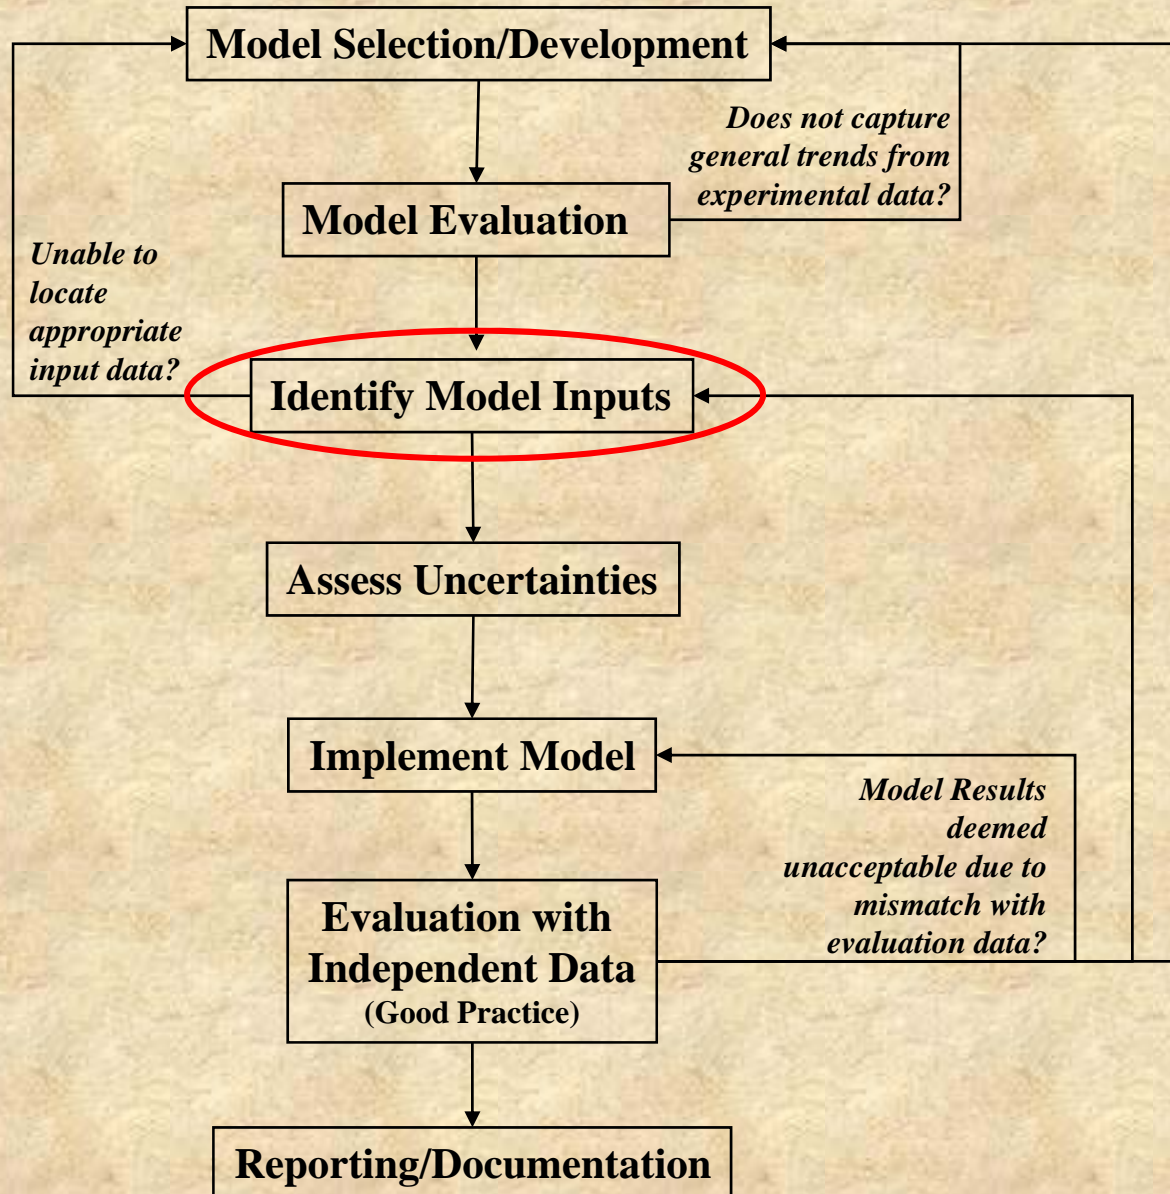 Model Selection/Development
Does not capture
general trends from
experimental data?
Model Evaluation
Unable to
locate
appropriate
input data?
Identify Model Inputs
Assess Uncertainties
Implement Model
Model Results
deemed
unacceptable due to
mismatch with
evaluation data?
Evaluation with
Independent Data
(Good Practice)
Reporting/Documentation